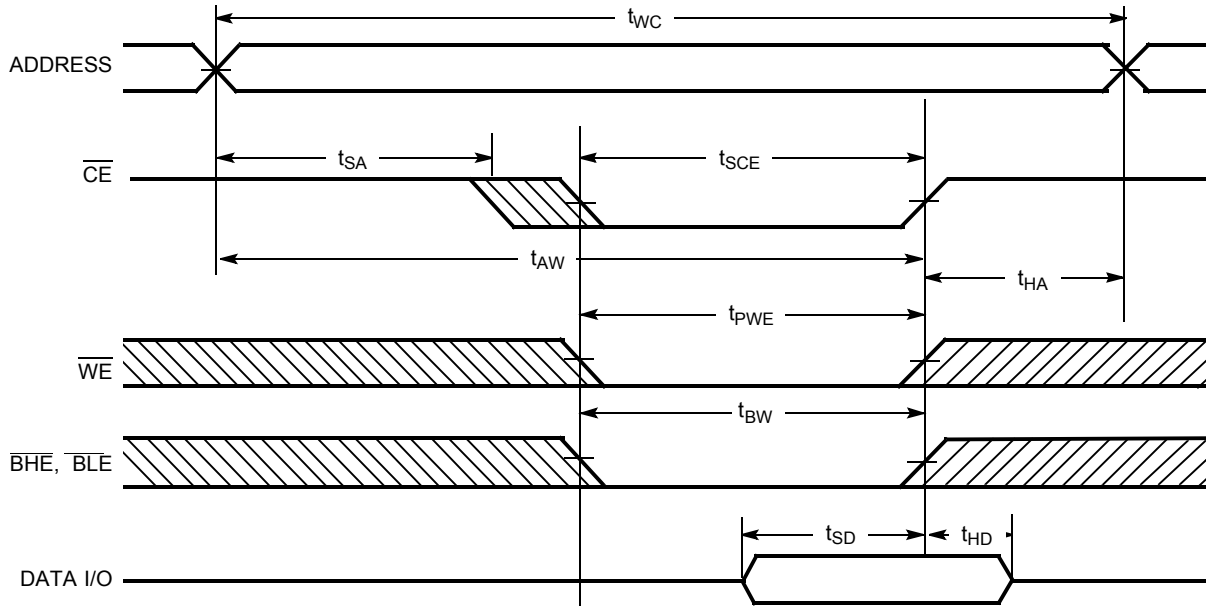 tWC
ADDRESS
tSA
tSCE
CE
tAW
tHA
tPWE
WE
tBW
BHE, BLE
tSD
tHD
DATA I/O